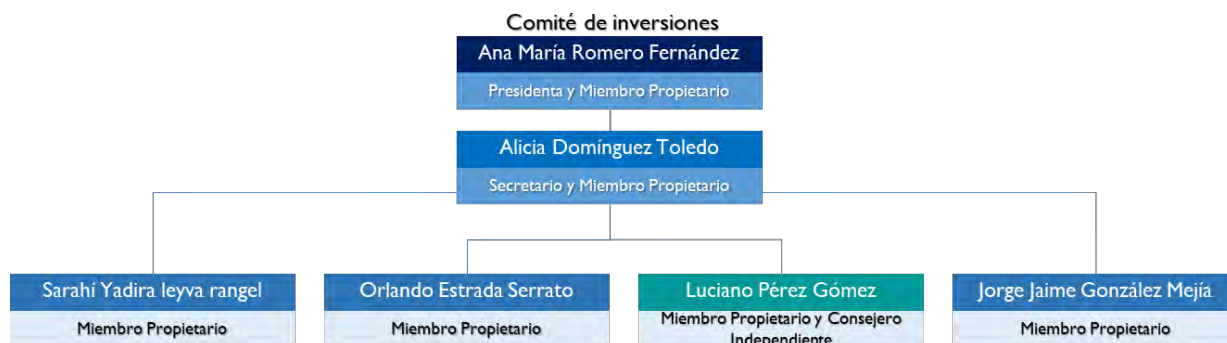 Comité de inversiones
Ana María Romero Fernández
Presidenta y Miembro Propietario
Alicia Domínguez Toledo
Secretario y Miembro Propietario
Sarahí Yadira leyva rangel
Miembro Propietario
Orlando Estrada Serrato
Miembro Propietario
Luciano Pérez Gómez
Miembro Propietario y Consejero
Independiente
Jorge Jaime González Mejía
Miembro Propietario